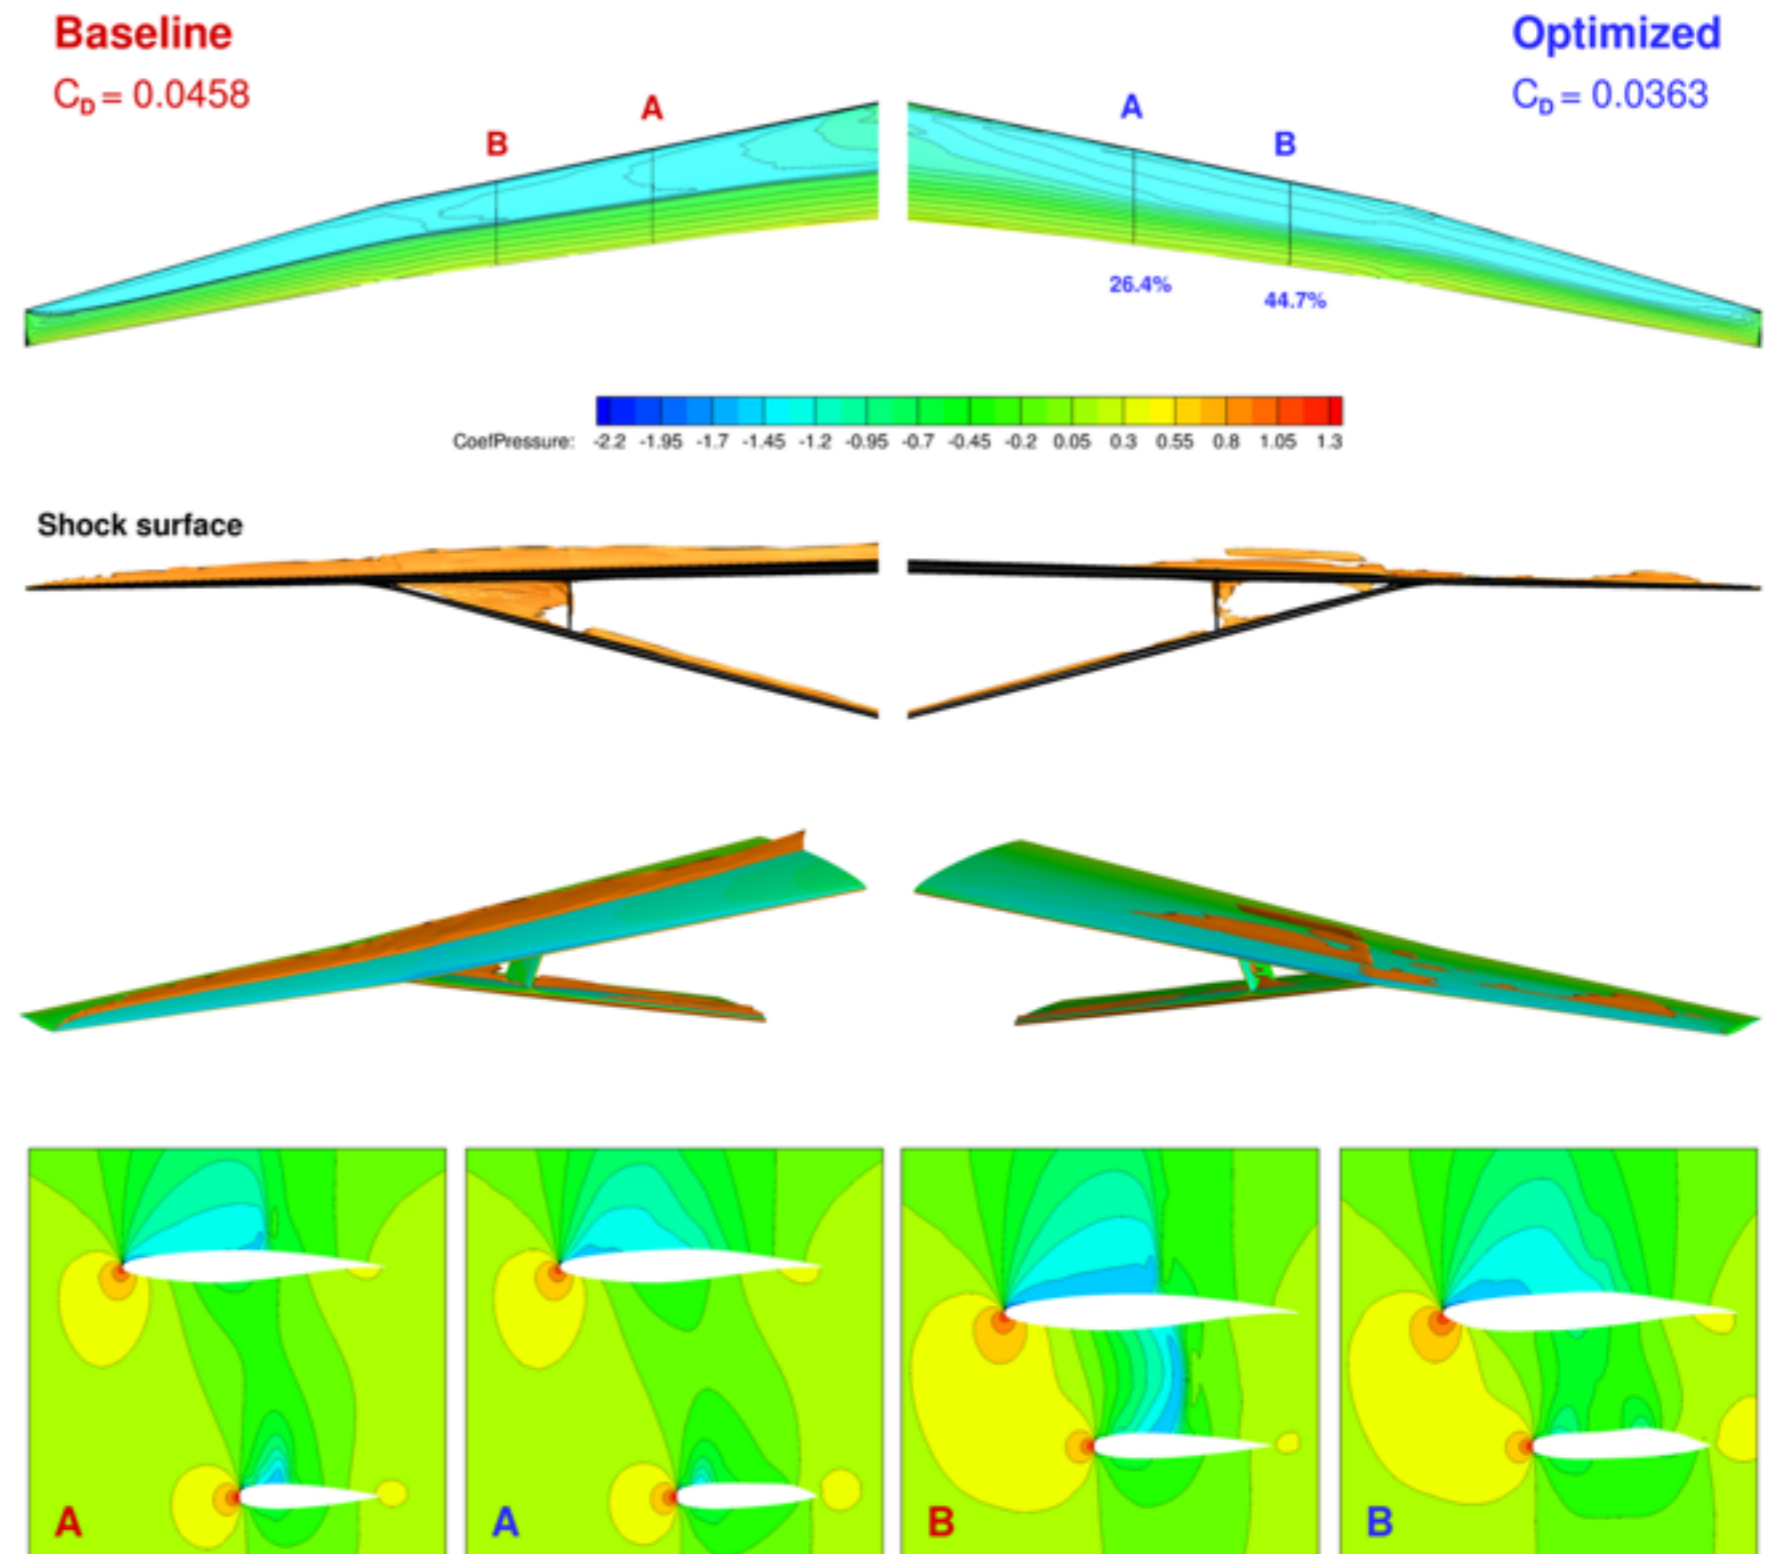 Baseline
Optimized
C_D = 0.0458
C_D = 0.0363
A
B
A
B
26.4%
44.7%
CoefPressure: -2.2 -1.95 -1.7 -1.45 -1.2 -0.95 -0.7 -0.45 -0.2 0.05 0.3 0.55 0.8 1.05 1.3
Shock surface
A
A
B
B